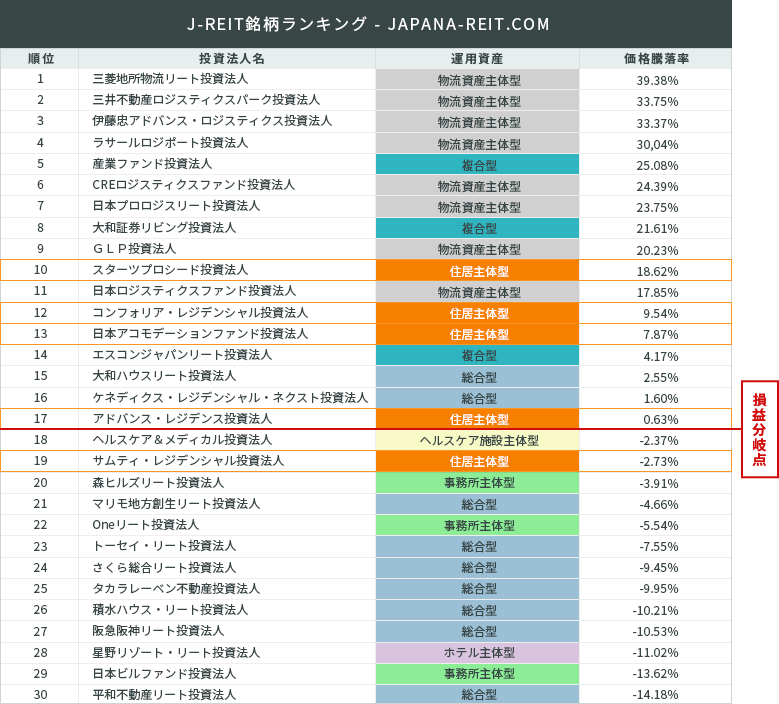 J-REIT銘柄ランキング - JAPANA-REIT.COM
順位 投資法人名 運用資産 価格騰落率
1 三菱地所物流リート投資法人 物流資産主体型 39.38%
2 三井不動産ロジスティクスパーク投資法人 物流資産主体型 33.75%
3 伊藤忠アドバンス・ロジスティクス投資法人 物流資産主体型 33.37%
4 ラサールロジポート投資法人 物流資産主体型 30,04%
5 産業ファンド投資法人 複合型 25.08%
6 CREロジスティクスファンド投資法人 物流資産主体型 24.39%
7 日本プロロジスリート投資法人 物流資産主体型 23.75%
8 大和証券リビング投資法人 複合型 21.61%
9 ＧＬＰ投資法人 物流資産主体型 20.23%
10 スターツプロシード投資法人 住居主体型 18.62%
11 日本ロジスティクスファンド投資法人 物流資産主体型 17.85%
12 コンフォリア・レジデンシャル投資法人 住居主体型 9.54%
13 日本アコモデーションファンド投資法人 住居主体型 7.87%
14 エスコンジャパンリート投資法人 複合型 4.17%
15 大和ハウスリート投資法人 総合型 2.55%
16 ケネディクス・レジデンシャル・ネクスト投資法人 総合型 1.60%
17 アドバンス・レジデンス投資法人 住居主体型 0.63%
損益分岐点
18 ヘルスケア＆メディカル投資法人 ヘルスケア施設主体型 -2.37%
19 サムティ・レジデンシャル投資法人 住居主体型 -2.73%
20 森ヒルズリート投資法人 事務所主体型 -3.91%
21 マリモ地方創生リート投資法人 総合型 -4.66%
22 Oneリート投資法人 事務所主体型 -5.54%
23 トーセイ・リート投資法人 総合型 -7.55%
24 さくら総合リート投資法人 総合型 -9.45%
25 タカラレーベン不動産投資法人 総合型 -9.95%
26 積水ハウス・リート投資法人 総合型 -10.21%
27 阪急阪神リート投資法人 総合型 -10.53%
28 星野リゾート・リート投資法人 ホテル主体型 -11.02%
29 日本ビルファンド投資法人 事務所主体型 -13.62%
30 平和不動産リート投資法人 総合型 -14.18%